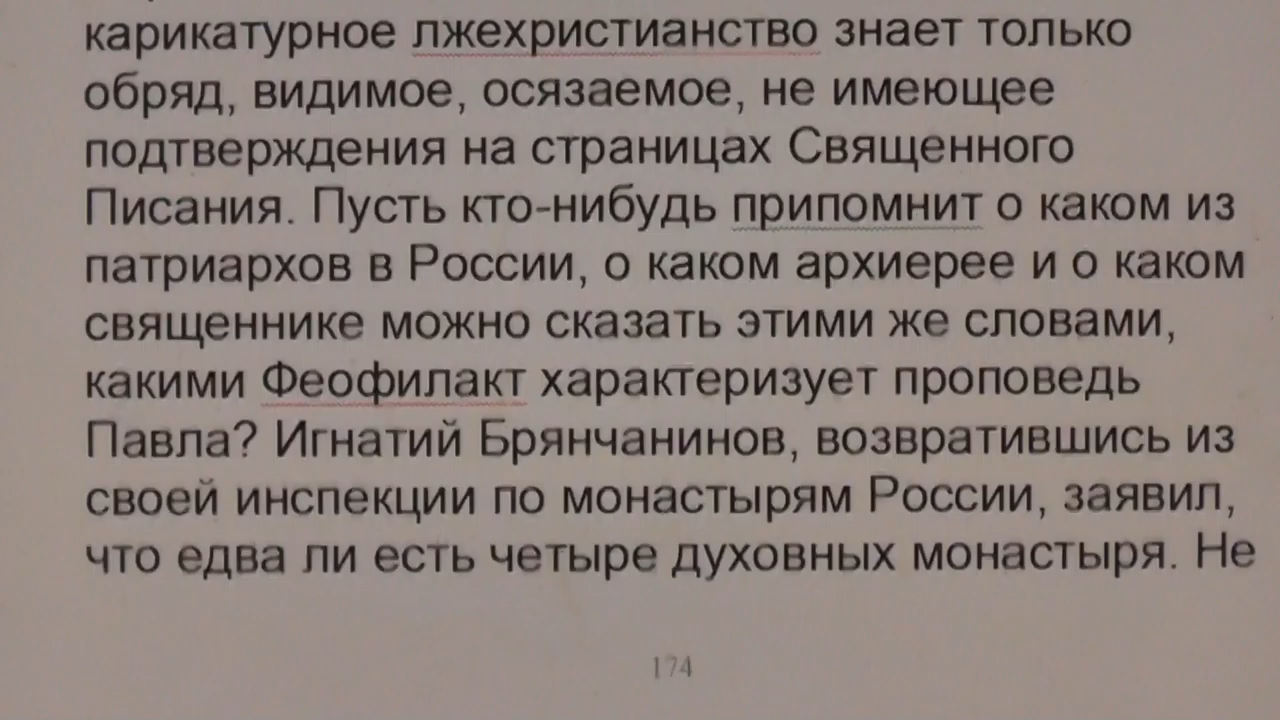 карикатурное лжехристианство знает только
обряд, видимое, осязаемое, не имеющее
подтверждения на страницах Священного
Писания. Пусть кто-нибудь припомнит о каком из
патриархов в России, о каком архиерее и о каком
священнике можно сказать этими же словами,
какими Феофилакт характеризует проповедь
Павла? Игнатий Брянчанинов, возвратившись из
своей инспекции по монастырям России, заявил,
что едва ли есть четыре духовных монастыря. Не
174